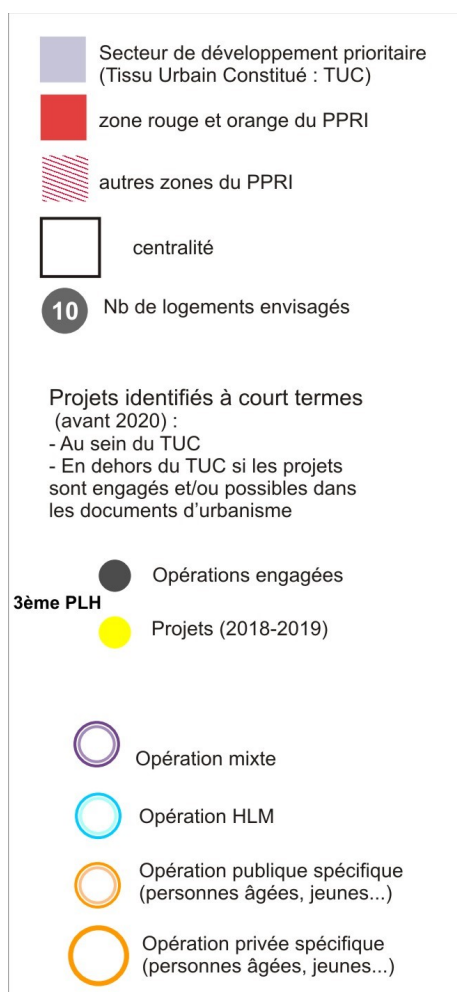 Secteur de développement prioritaire
(Tissu Urbain Constitué : TUC)
zone rouge et orange du PPRI
autres zones du PPRI
centralité
10 Nb de logements envisagés
Projets identifiés à court termes
(avant 2020) :
- Au sein du TUC
- En dehors du TUC si les projets
sont engagés et/ou possibles dans
les documents d'urbanisme
Opérations engagées
3ème PLH
Projets (2018-2019)
Opération mixte
Opération HLM
Opération publique spécifique
(personnes âgées, jeunes...)
Opération privée spécifique
(personnes âgées, jeunes...)